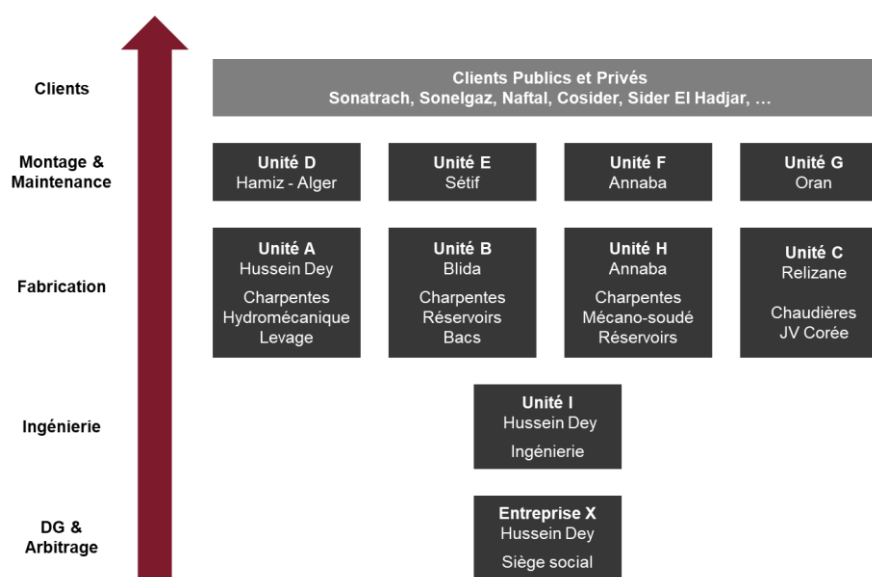 Clients
Clients Publics et Privés
Sonatrach, Sonelgaz, Naftal, Cosider, Sider El Hadjar, …
Montage &
Maintenance
Unité D
Hamiz - Alger
Unité E
Sétif
Unité F
Annaba
Unité G
Oran
Fabrication
Unité A
Hussein Dey
Charpentes
Hydromécanique
Levage
Unité B
Blida
Charpentes
Réservoirs
Bacs
Unité H
Annaba
Charpentes
Mécano-soudé
Réservoirs
Unité C
Relizane
Chaudières
JV Corée
Ingénierie
Unité I
Hussein Dey
Ingénierie
DG &
Arbitrage
Entreprise X
Hussein Dey
Siège social